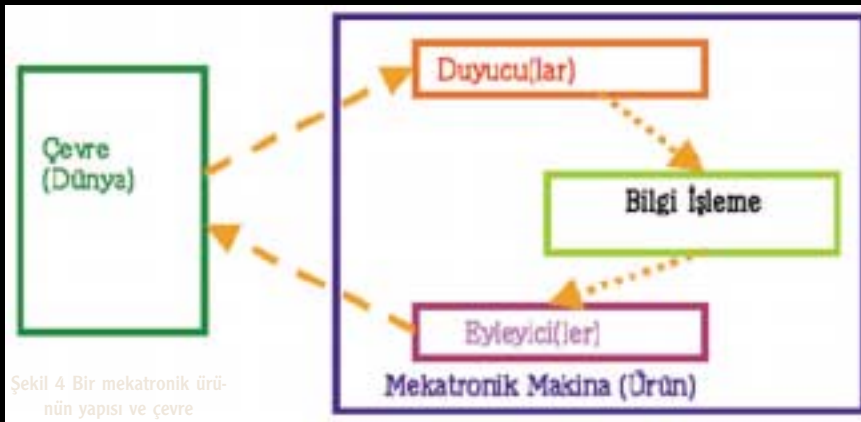 Duyucu(lar)
Çevre
(Dünya)
Bilgi İşleme
Eyleyici(ler)
Mekatronik Makina (Ürün)
Şekil 4 Bir mekatronik ürü-
nün yapısı ve çevre